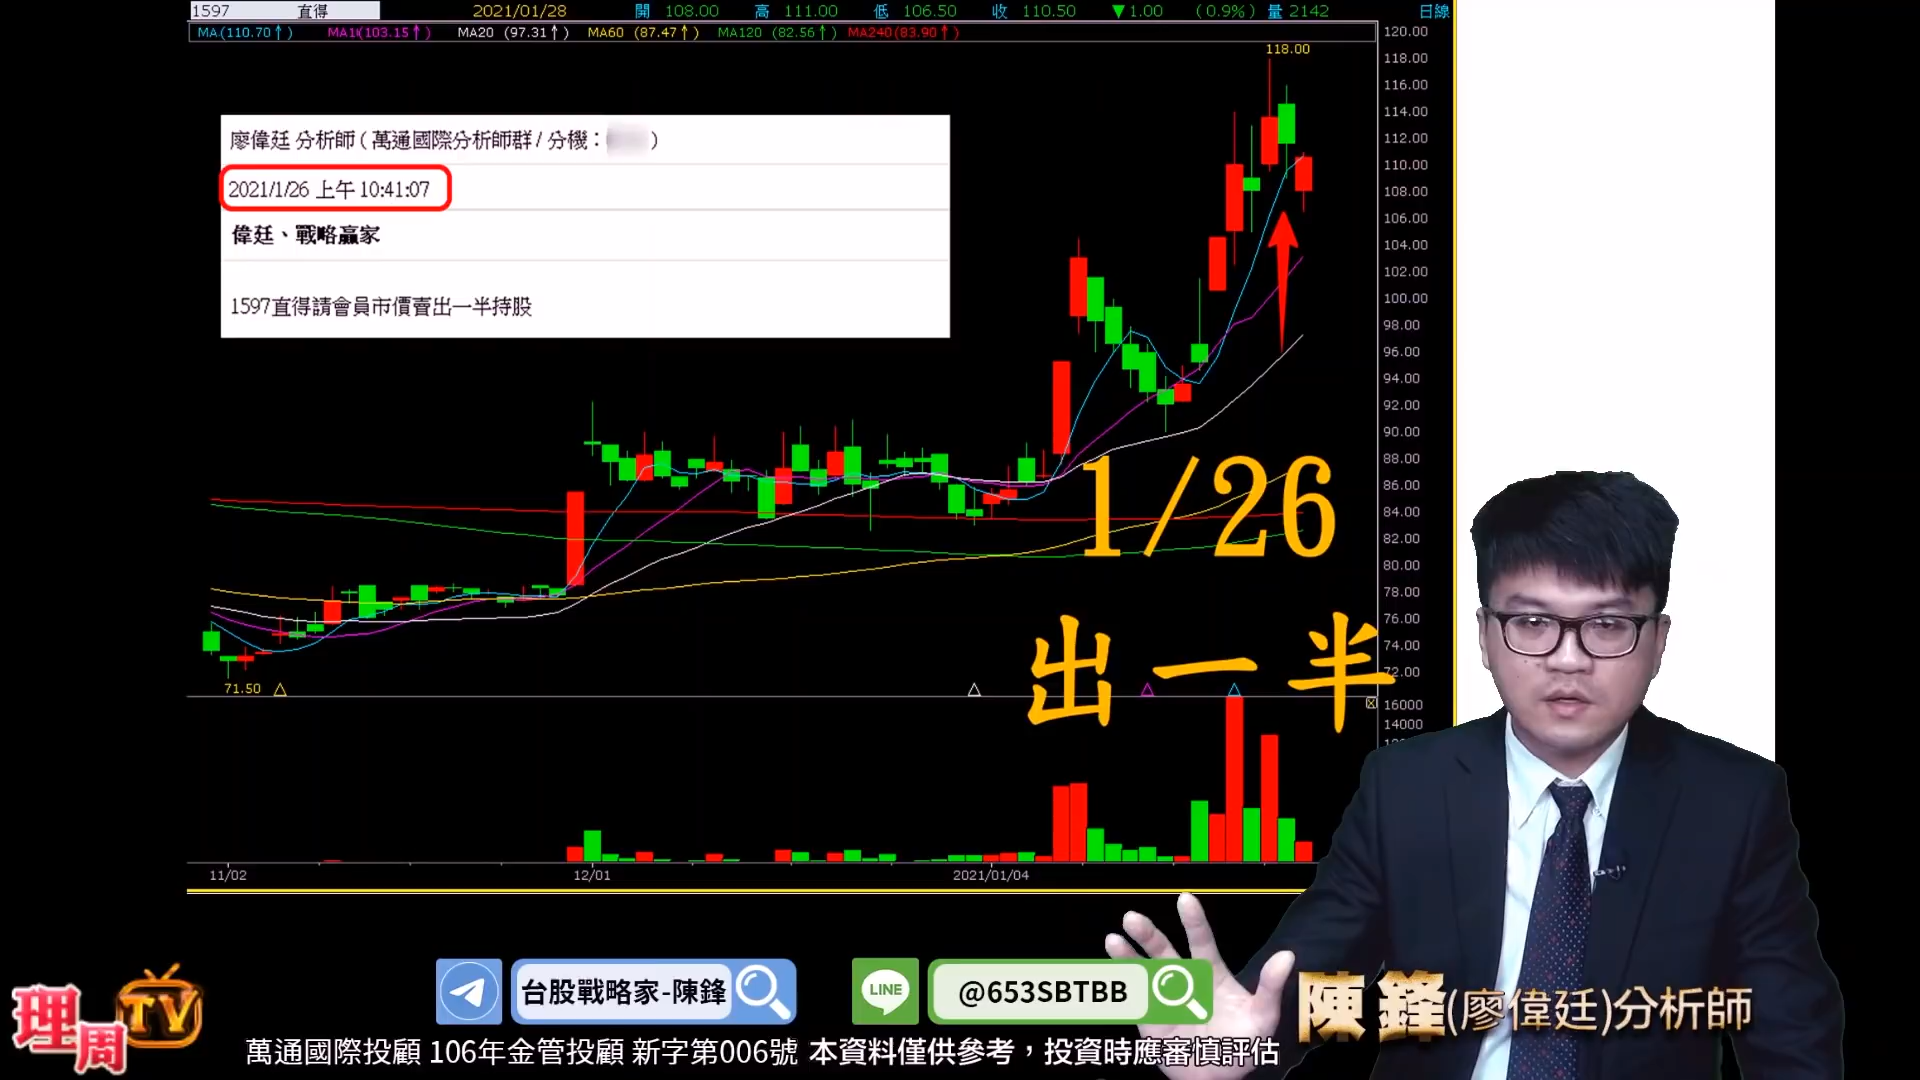 1597 直得 2021/01/28 開 108.00 高 111.00 低 106.50 收 110.50 ▼1.00 (0.9%) 量 2142 日線
MA.(110.70↑) MA1(103.15↑) MA20 (97.31↑) MA60 (87.47↑) MA120 (82.56↑) MA240(83.90↑)
118.00
120.00
118.00
116.00
114.00
112.00
110.00
108.00
106.00
104.00
102.00
100.00
98.00
96.00
94.00
92.00
90.00
88.00
86.00
84.00
82.00
80.00
78.00
76.00
74.00
72.00
16000
14000
廖偉廷 分析師 ( 萬通國際分析師群 / 分機：)
2021/1/26 上午 10:41:07
偉廷、戰略贏家
1597直得請會員市價賣出一半持股
1/26
出一半
71.50
11/02 12/01 2021/01/04
理周TV
台股戰略家-陳鋒
LINE
@653SBTBB
陳鋒(廖偉廷)分析師
萬通國際投顧 106年金管投顧 新字第006號 本資料僅供參考，投資時應審慎評估